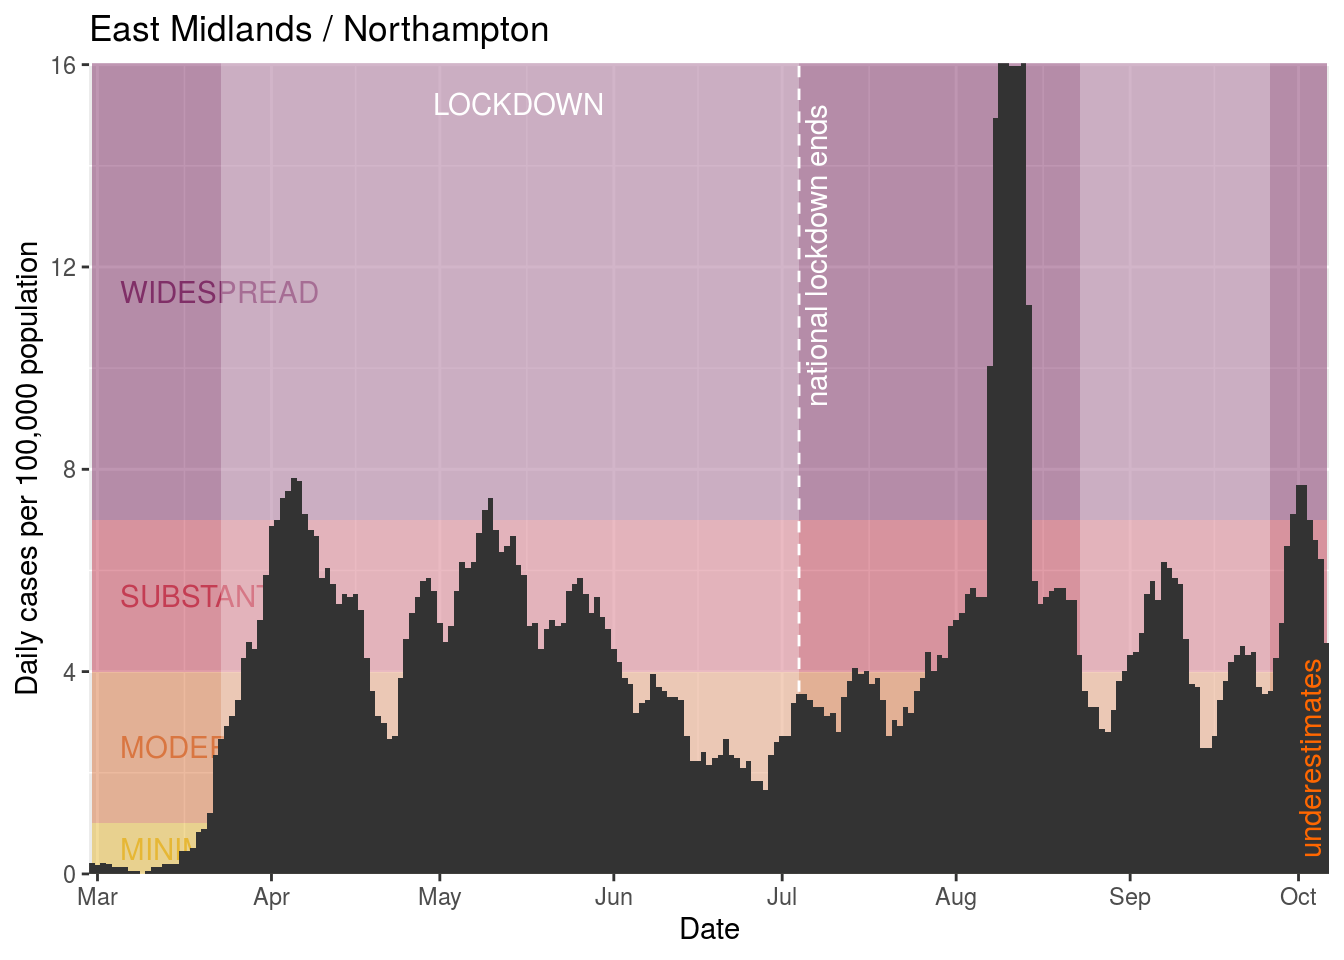 East Midlands / Northampton
16
12
8
4
0
Daily cases per 100,000 population
LOCKDOWN
national lockdown ends
WIDESPREAD
SUBSTANT
MODER
MINIM
underestimates
Mar Apr May Jun Jul Aug Sep Oct
Date